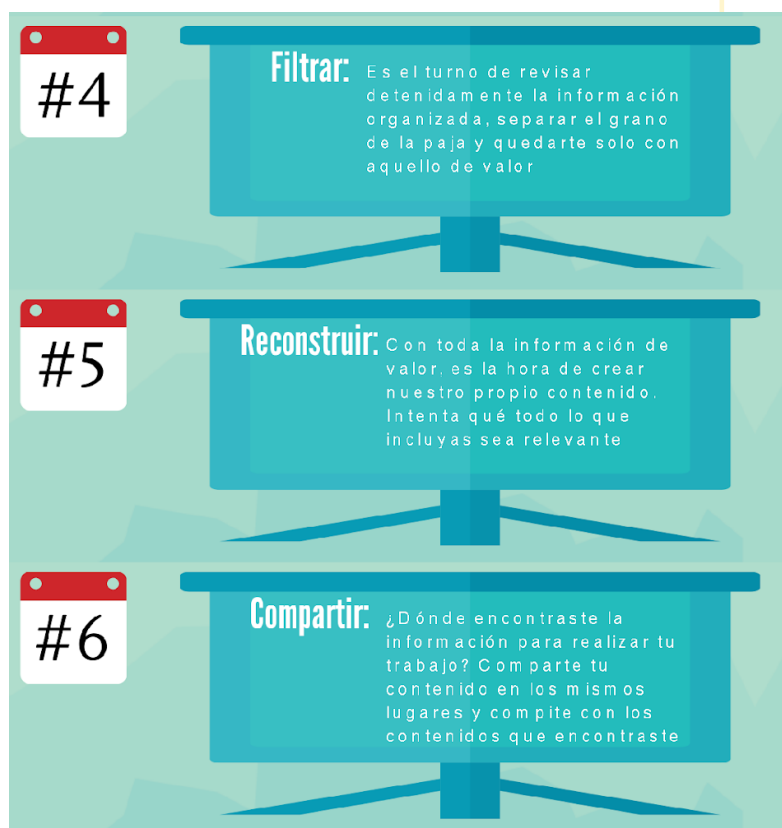 #4
Filtrar: Es el turno de revisar
detenidamente la información
organizada, separar el grano
de la paja y quedarte solo con
aquello de valor
#5
Reconstruir: Con toda la información de
valor, es la hora de crear
nuestro propio contenido.
Intenta qué todo lo que
incluyas sea relevante
#6
Compartir: ¿Dónde encontraste la
información para realizar tu
trabajo? Comparte tu
contenido en los mismos
lugares y compite con los
contenidos que encontraste